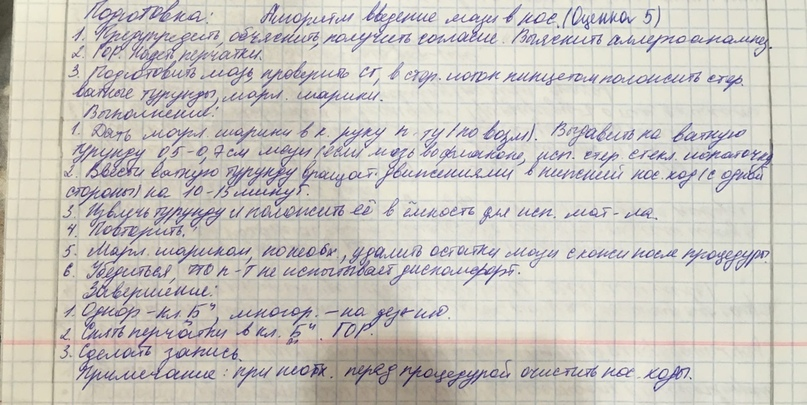 Подготовка: Алгоритм введение мази в нос. (Оценка 5)
1. Предупредить, объяснить, получить согласие. Выяснить аллергоанамнез.
2. ГОР. надеть перчатки.
3. Подготовить мазь проверить СГ, в стер. лоток пинцетом положить стер.
ватные турунды, марл. шарики.
Выполнение:
1. Дать марл. шарики в к. руку п-ту (по возм). Выдавить на ватную
турунду 0,5-0,7 см мази (если мазь во флаконе, исп. стер стекл. лопаточку
2. Ввести ватную турунду вращат. движениями в нижний нос. ход (с одной
стороны) на 10-15 минут.
3. Извлечь турунду и положить её в ёмкость для исп. мат-ла.
4. Повторить.
5. Марл. шариком, по необх, удалить остатки мази с кожи после процедуры.
6. Убедиться, что п-т не испытывает дискомфорт.
Завершение:
1. Однор - кл "Б", многор. - на дез-ию.
2. Снять перчатки в кл. "Б". ГОР.
3. Сделать запись.
Примечание: при необх. перед процедурой очистить нос. ходы.